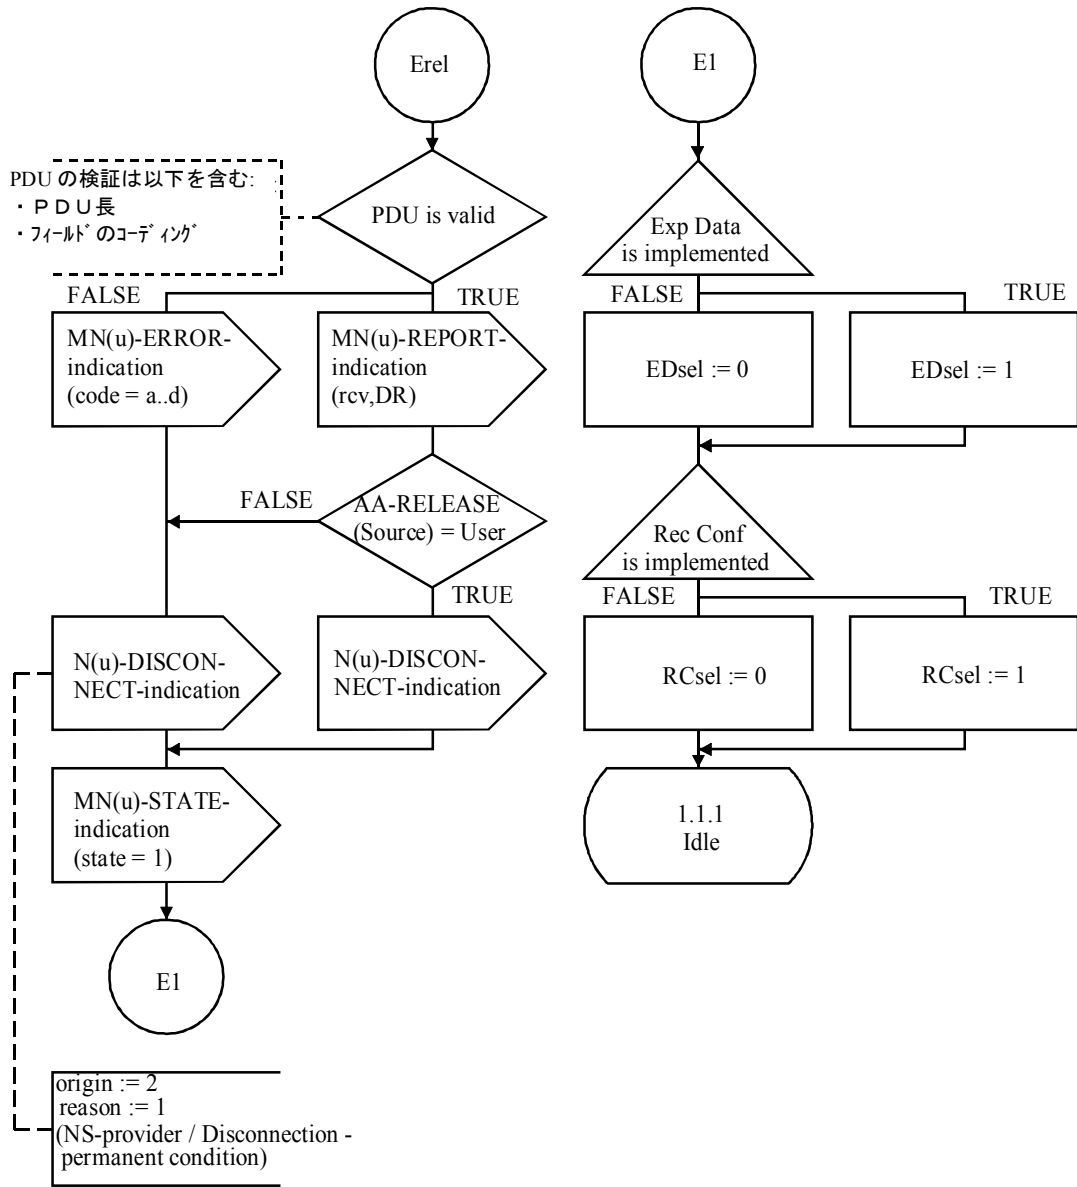 Erel
PDU の検証は以下を含む:
・ＰＤＵ長
・ﾌｨｰﾙﾄﾞのｺｰﾃﾞｨﾝｸﾞ
PDU is valid
FALSE
TRUE
MN(u)-ERROR-
indication
(code = a..d)
MN(u)-REPORT-
indication
(rcv,DR)
FALSE
AA-RELEASE
(Source) = User
TRUE
N(u)-DISCON-
NECT-indication
N(u)-DISCON-
NECT-indication
MN(u)-STATE-
indication
(state = 1)
E1
origin := 2
reason := 1
(NS-provider / Disconnection -
permanent condition)
E1
Exp Data
is implemented
FALSE
TRUE
EDsel := 0
EDsel := 1
Rec Conf
is implemented
FALSE
TRUE
RCsel := 0
RCsel := 1
1.1.1
Idle